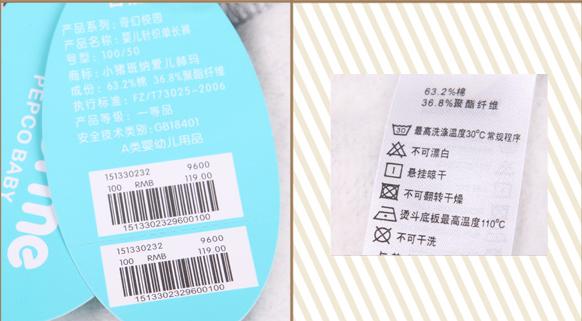 产品系列: 奇幻校园
产品名称: 婴儿针织单长裤
号型: 100/50
商标: 小猪班纳爱儿赫玛
成份: 63.2%棉 36.8%聚酯纤维
执行标准: FZ/T73025-2006
产品等级: 一等品
安全技术类别: GB18401
A类婴幼儿用品
151330232 9600
100 RMB 119.00
1513302329600100
151330232 9600
100 RMB 119.00
1513302329600100
PEPCO BABY
me
63.2%棉
36.8%聚酯纤维
30 最高洗涤温度30℃常规程序
不可漂白
悬挂晾干
不可翻转干燥
熨斗底板最高温度110℃
不可干洗